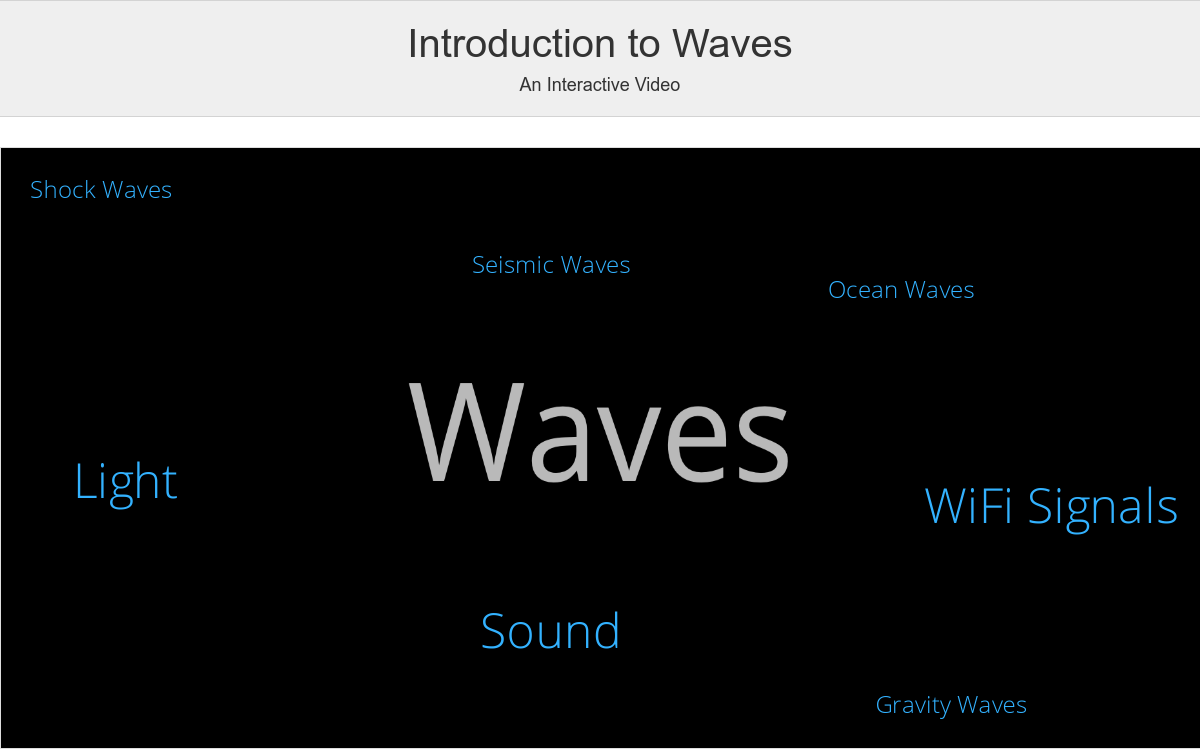 Introduction to Waves
An Interactive Video
Shock Waves
Seismic Waves
Ocean Waves
Waves
Light
WiFi Signals
Sound
Gravity Waves